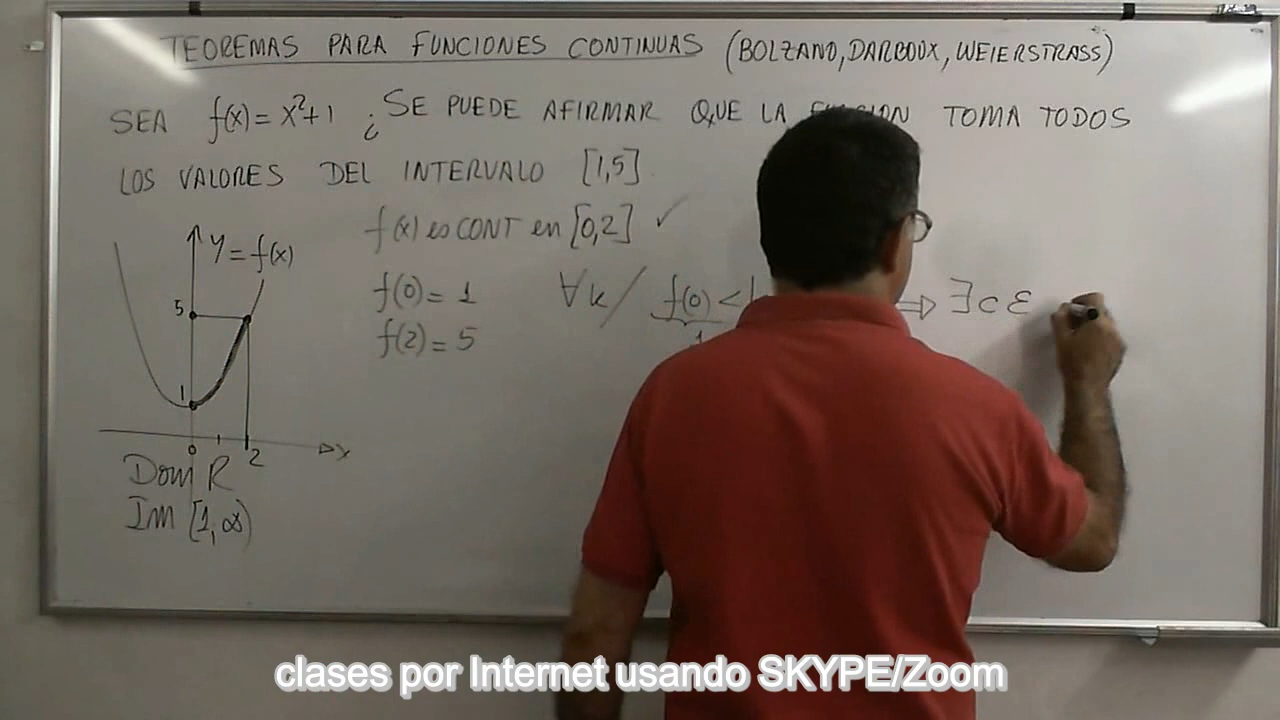 TEOREMAS PARA FUNCIONES CONTINUAS (BOLZANO, DARBOUX, WEIERSTRASS)
SEA f(x)= x²+1 ¿SE PUEDE AFIRMAR QUE LA TOMA TODOS
LOS VALORES DEL INTERVALO [1,5]
f(x) es CONT en [0,2] ✓
y=f(x)
f(0)= 1
∀k/ f(0) <
⇒ ∃c ε
5
f(2)= 5
1
1
0
2
x
Dom R
Im [1,∞)
clases por Internet usando SKYPE/Zoom